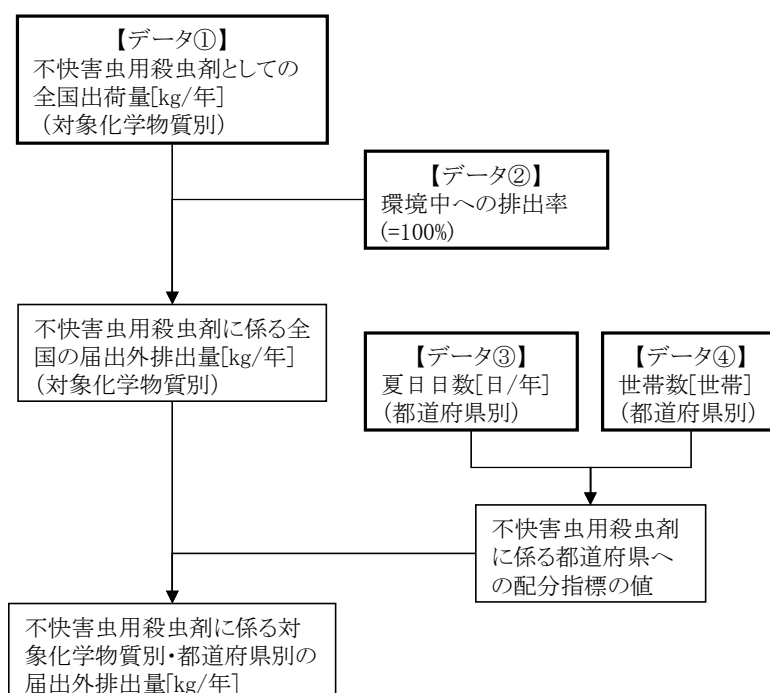 【データ①】
不快害虫用殺虫剤としての
全国出荷量[kg/年]
(対象化学物質別)
【データ②】
環境中への排出率
(=100%)
不快害虫用殺虫剤に係る全
国の届出外排出量[kg/年]
(対象化学物質別)
【データ③】
夏日日数[日/年]
(都道府県別)
【データ④】
世帯数[世帯]
(都道府県別)
不快害虫用殺虫剤
に係る都道府県へ
の配分指標の値
不快害虫用殺虫剤に係る対
象化学物質別・都道府県別の
届出外排出量[kg/年]